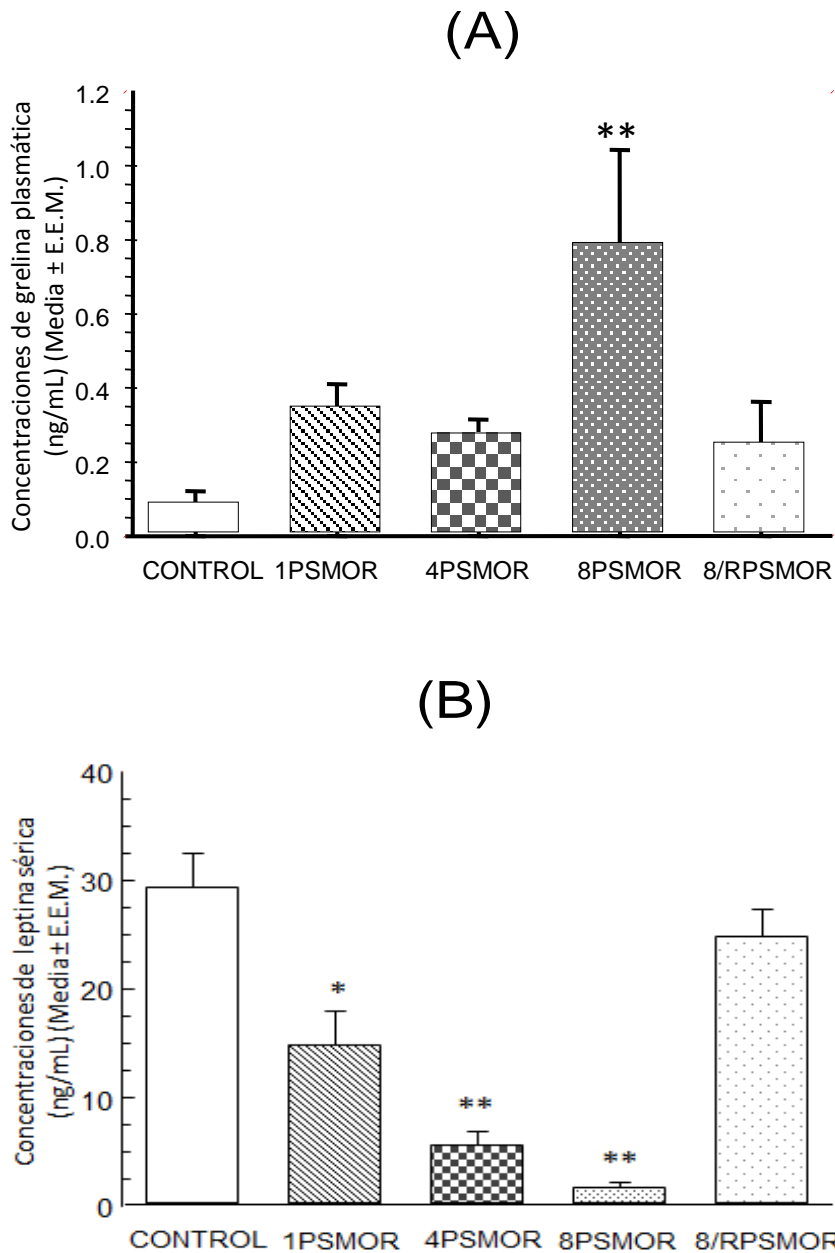 (A)
Concentraciones de grelina plasmática
(ng/mL) (Media ± E.E.M.)
1.2
1.0
0.8
0.6
0.4
0.2
0.0
**
CONTROL 1PSMOR 4PSMOR 8PSMOR 8/RPSMOR
(B)
Concentraciones de leptina sérica
(ng/mL) (Media ± E.E.M.)
40
30
20
10
0
*
**
**
CONTROL 1PSMOR 4PSMOR 8PSMOR 8/RPSMOR